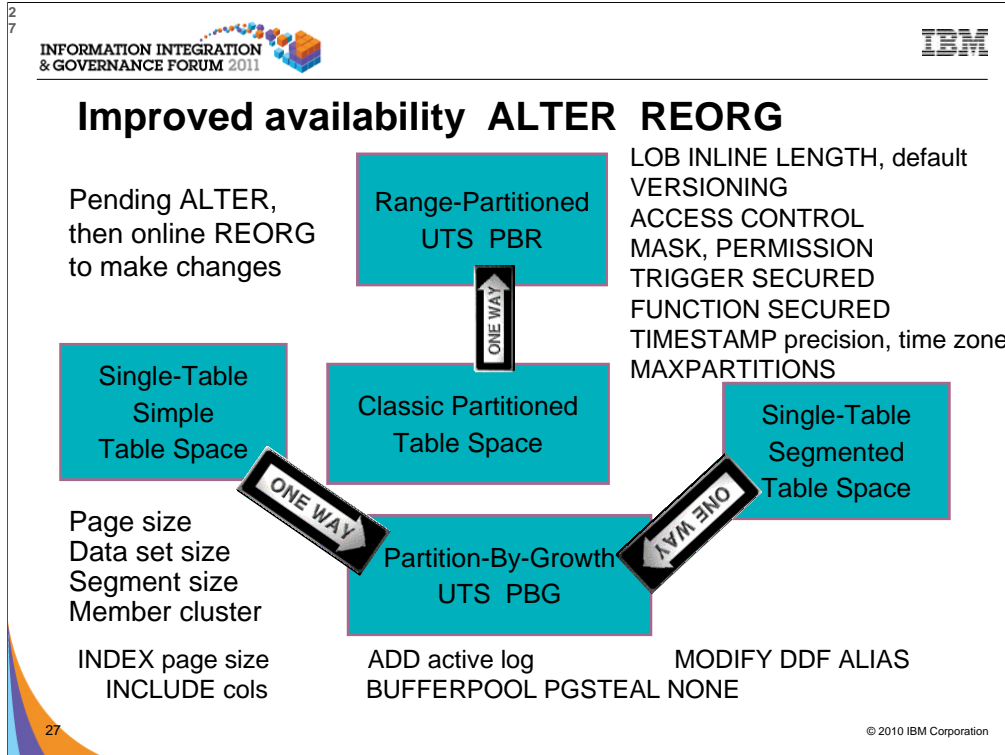 2
7
INFORMATION INTEGRATION
& GOVERNANCE FORUM 2011
IBM
Improved availability ALTER REORG
Pending ALTER,
then online REORG
to make changes
Range-Partitioned
UTS PBR
LOB INLINE LENGTH, default
VERSIONING
ACCESS CONTROL
MASK, PERMISSION
TRIGGER SECURED
FUNCTION SECURED
TIMESTAMP precision, time zone
MAXPARTITIONS
ONE WAY
Single-Table
Simple
Table Space
Classic Partitioned
Table Space
Single-Table
Segmented
Table Space
ONE WAY
ONE WAY
Page size
Data set size
Segment size
Member cluster
Partition-By-Growth
UTS PBG
INDEX page size
INCLUDE cols
ADD active log
BUFFERPOOL PGSTEAL NONE
MODIFY DDF ALIAS
27
© 2010 IBM Corporation